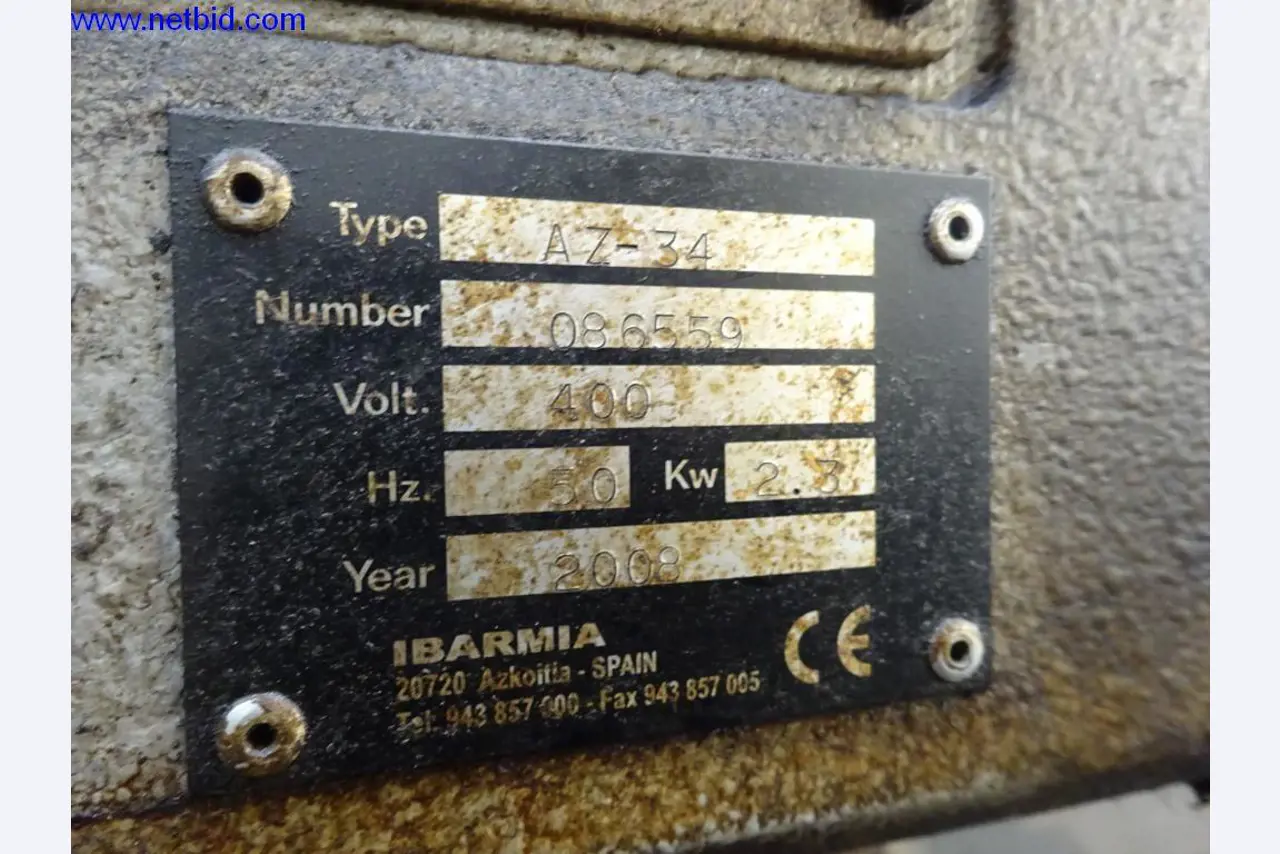 www.netbid.com
Type AZ-34
Number 086559
Volt. 400
Hz. 50 Kw 2.3
Year 2008
IBARMIA
20720 Azkoitia - SPAIN
Tel. 943 857 000 - Fax 943 857 005
CE